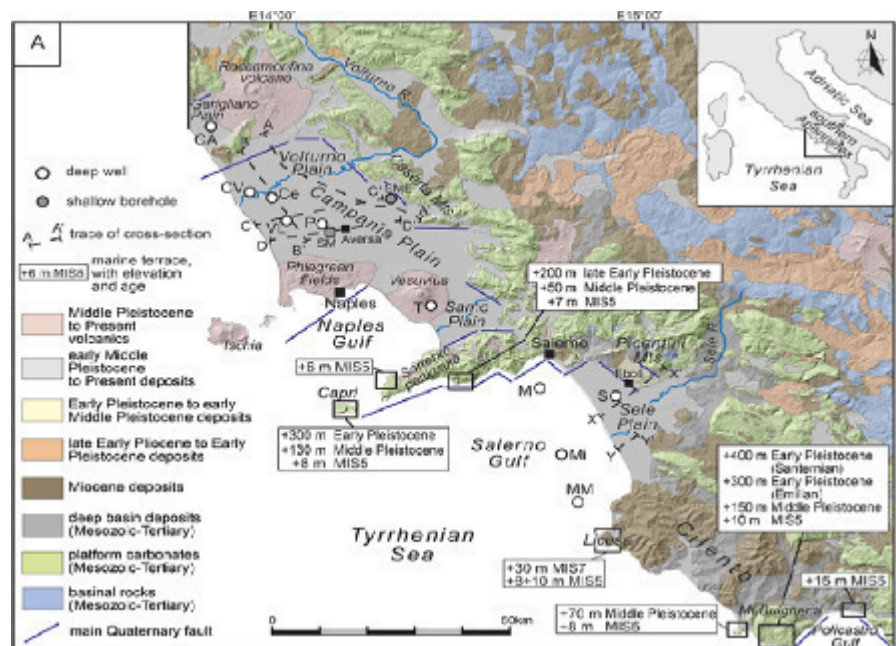 A
E14°00'
E15°00'
N
Roccamonfina
volcano
Volturno R.
Garigliano
Plain
CA
Volturno
Plain
Caserta Mts.
Campania Plain
CV
Ce
P
SM
Aversa
A
A'
B'
C
C'
D
D'
Phlegrean
Fields
Vesuvius
T
Sarno
Plain
Naples
Naples
Gulf
Ischia
Capri
Sorrento
Peninsula
Salerno
Picentini
Mts
Eboli
Sele R.
Sele
Plain
S
X
X'
Y
Y'
M
Mi
MM
Salerno
Gulf
Tyrrhenian
Sea
Licosa
Cilento
M. Bulgheria
Policastro
Gulf
Adriatic Sea
Southern
Apennines
Tyrrhenian
Sea
deep well
shallow borehole
trace of cross-section
+6 m MIS5
marine terrace,
with elevation
and age
Middle Pleistocene
to Present
volcanics
early Middle
Pleistocene
to Present deposits
Early Pleistocene to early
Middle Pleistocene deposits
late Early Pliocene to Early
Pleistocene deposits
Miocene deposits
deep basin deposits
(Mesozoic-Tertiary)
platform carbonates
(Mesozoic-Tertiary)
basinal rocks
(Mesozoic-Tertiary)
main Quaternary fault
+200 m late Early Pleistocene
+50 m Middle Pleistocene
+7 m MIS5
+6 m MIS5
+300 m Early Pleistocene
+130 m Middle Pleistocene
+8 m MIS5
+400 m Early Pleistocene
(Santernian)
+300 m Early Pleistocene
(Emilian)
+150 m Middle Pleistocene
+10 m MIS5
+30 m MIS7
+8÷10 m MIS5
+15 m MIS5
+70 m Middle Pleistocene
+8 m MIS5
0
50km